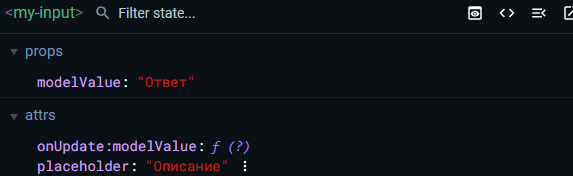 <my-input> Filter state...
props
modelValue: "Ответ"
attrs
onUpdate:modelValue: ƒ (?)
placeholder: "Описание"